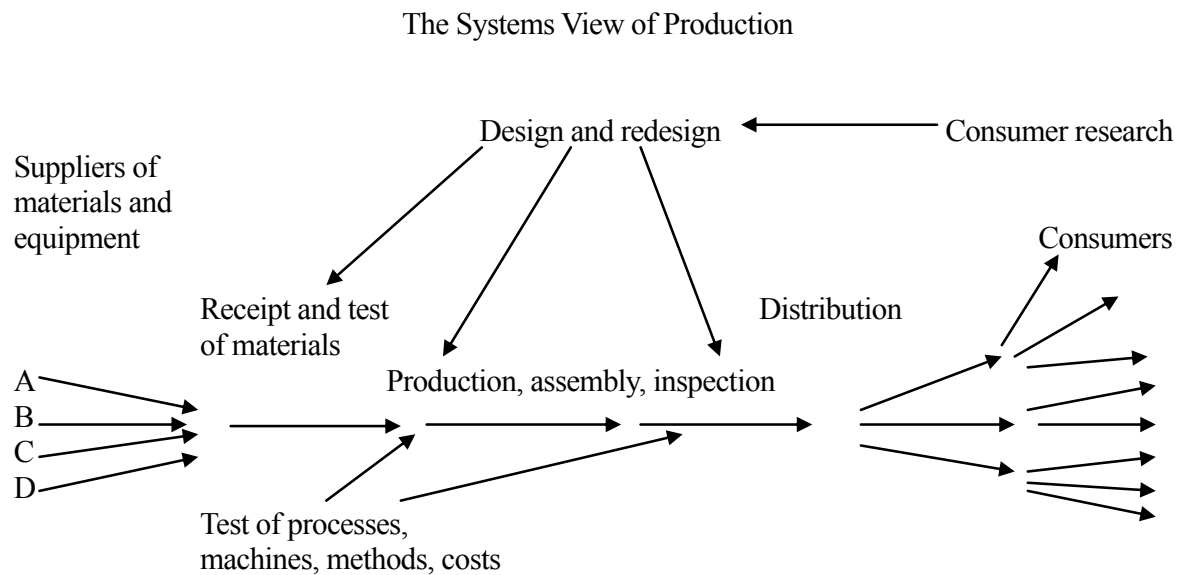 The Systems View of Production
Design and redesign
Consumer research
Suppliers of
materials and
equipment
Consumers
Receipt and test
of materials
Distribution
Production, assembly, inspection
A
B
C
D
Test of processes,
machines, methods, costs